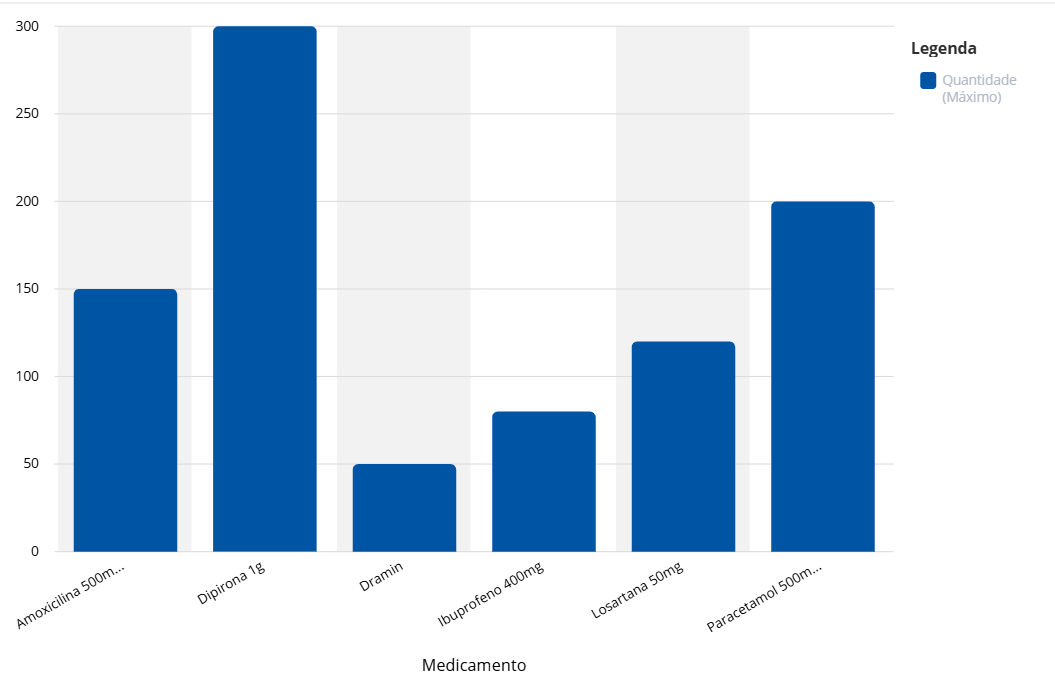 300
250
200
150
100
50
0
Amoxicilina 500m...
Dipirona 1g
Dramin
Ibuprofeno 400mg
Losartana 50mg
Paracetamol 500m...
Medicamento
Legenda
Quantidade
(Máximo)